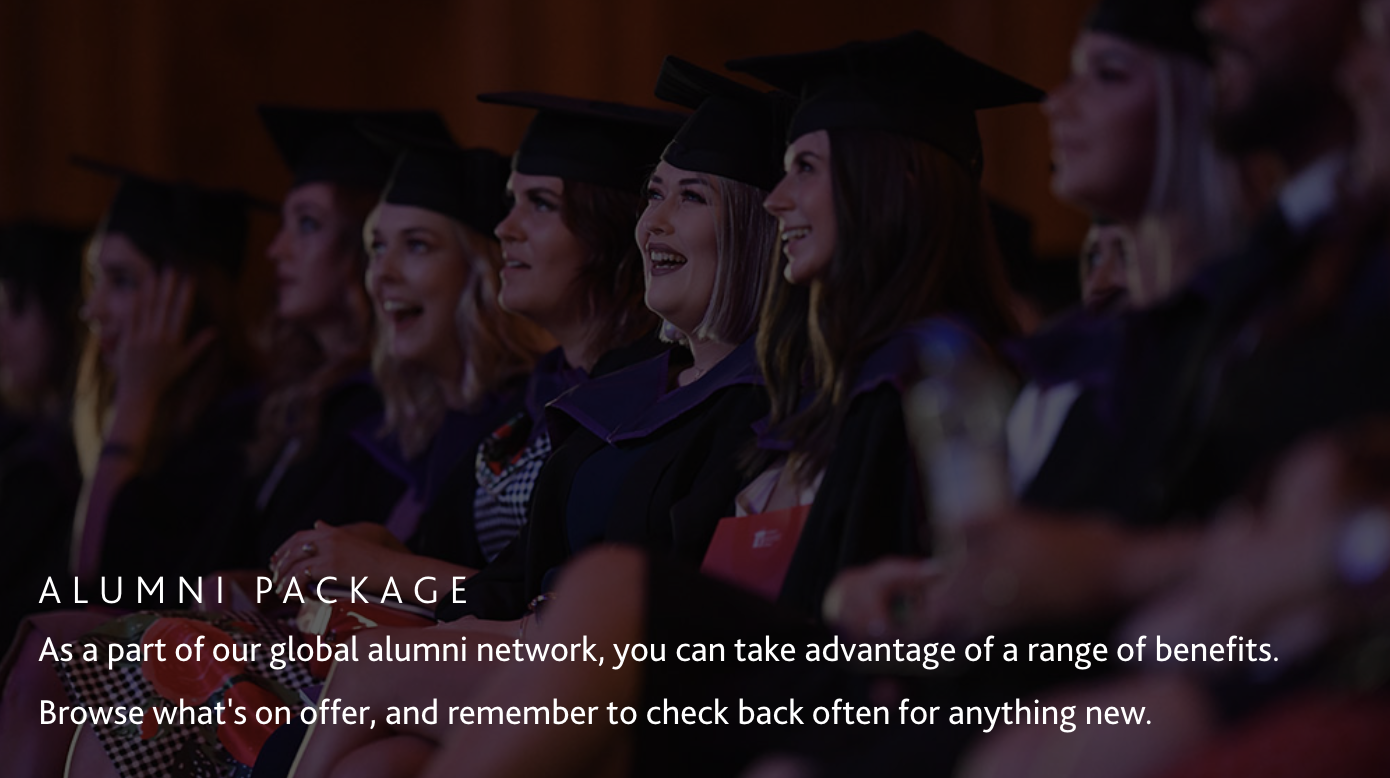 ALUMNI PACKAGE
As a part of our global alumni network, you can take advantage of a range of benefits.
Browse what's on offer, and remember to check back often for anything new.